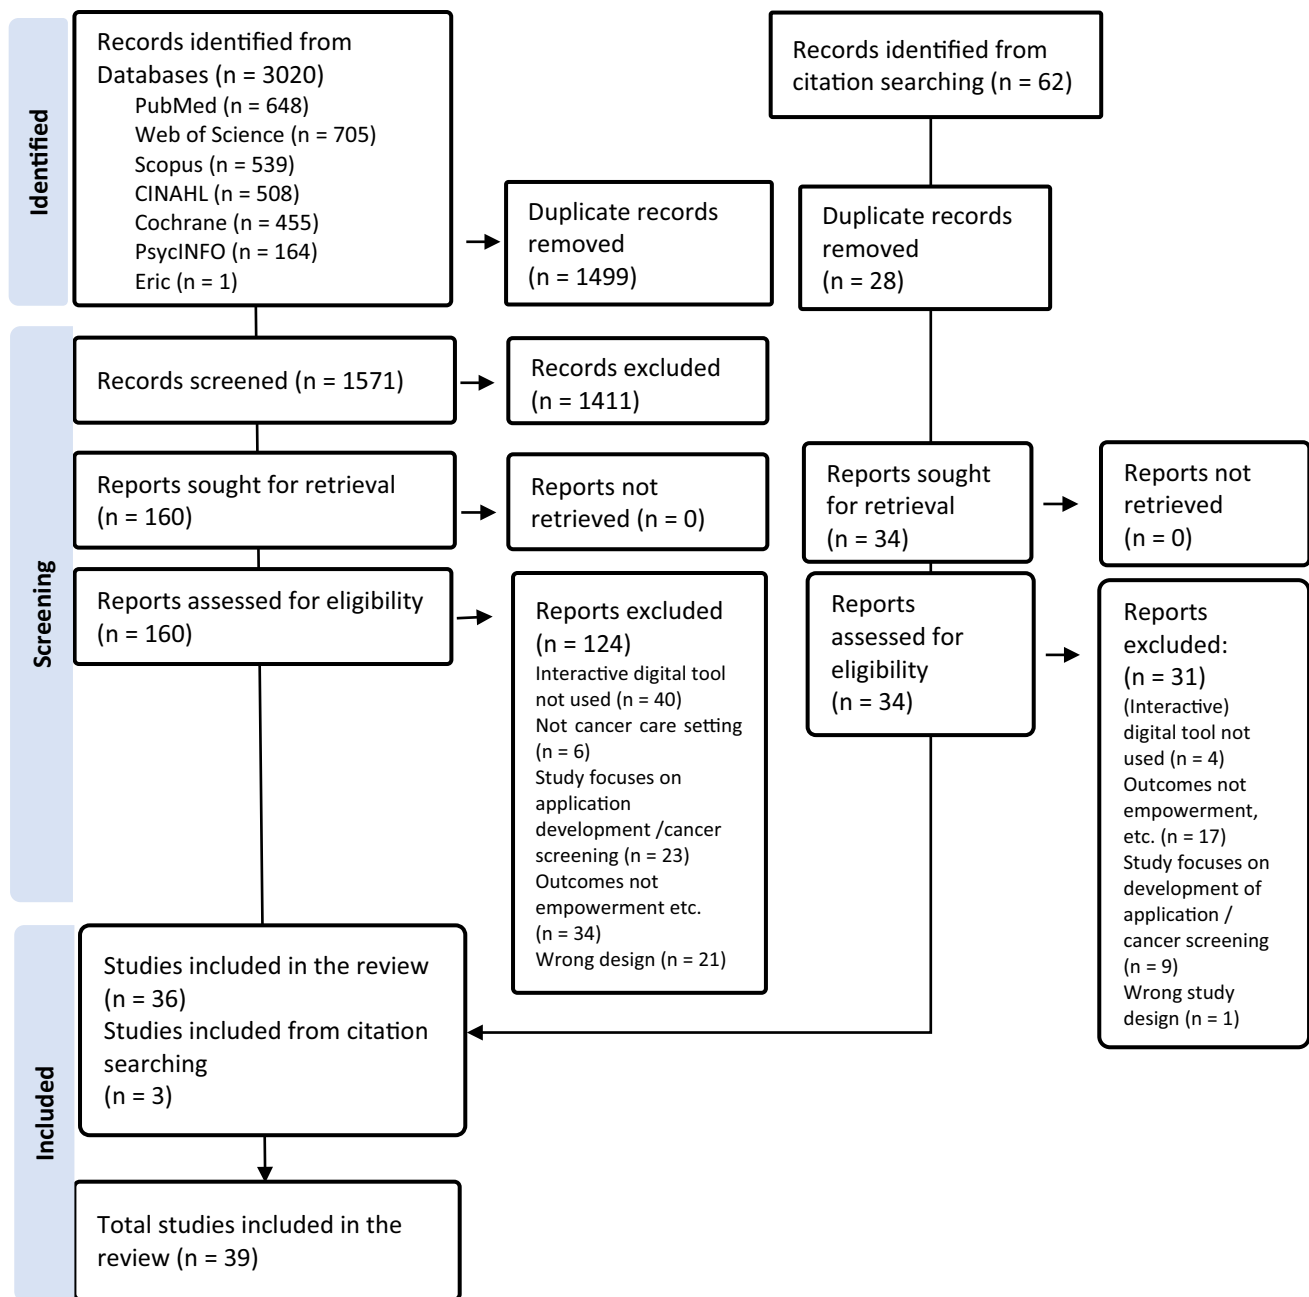 Identified
Records identified from
Databases (n = 3020)
PubMed (n = 648)
Web of Science (n = 705)
Scopus (n = 539)
CINAHL (n = 508)
Cochrane (n = 455)
PsycINFO (n = 164)
Eric (n = 1)
Duplicate records
removed
(n = 1499)
Records identified from
citation searching (n = 62)
Duplicate records
removed
(n = 28)
Screening
Records screened (n = 1571)
Records excluded
(n = 1411)
Reports sought for retrieval
(n = 160)
Reports not
retrieved (n = 0)
Reports sought
for retrieval
(n = 34)
Reports not
retrieved
(n = 0)
Reports assessed for eligibility
(n = 160)
Reports excluded
(n = 124)
Interactive digital tool
not used (n = 40)
Not cancer care setting
(n = 6)
Study focuses on
application
development /cancer
screening (n = 23)
Outcomes not
empowerment etc.
(n = 34)
Wrong design (n = 21)
Reports
assessed for
eligibility
(n = 34)
Reports
excluded:
(n = 31)
(Interactive)
digital tool not
used (n = 4)
Outcomes not
empowerment,
etc. (n = 17)
Study focuses on
development of
application /
cancer screening
(n = 9)
Wrong study
design (n = 1)
Included
Studies included in the review
(n = 36)
Studies included from citation
searching
(n = 3)
Total studies included in the
review (n = 39)